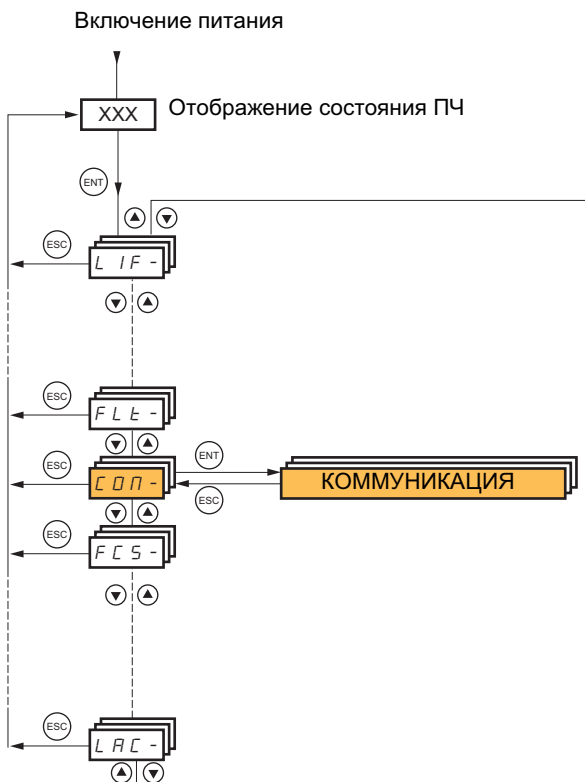 Включение питания
XXX Отображение состояния ПЧ
ENT
ESC
L IF-
ESC
FLt-
ESC
ENT
COM-
КОММУНИКАЦИЯ
ESC
ESC
FCS-
ESC
LAC-